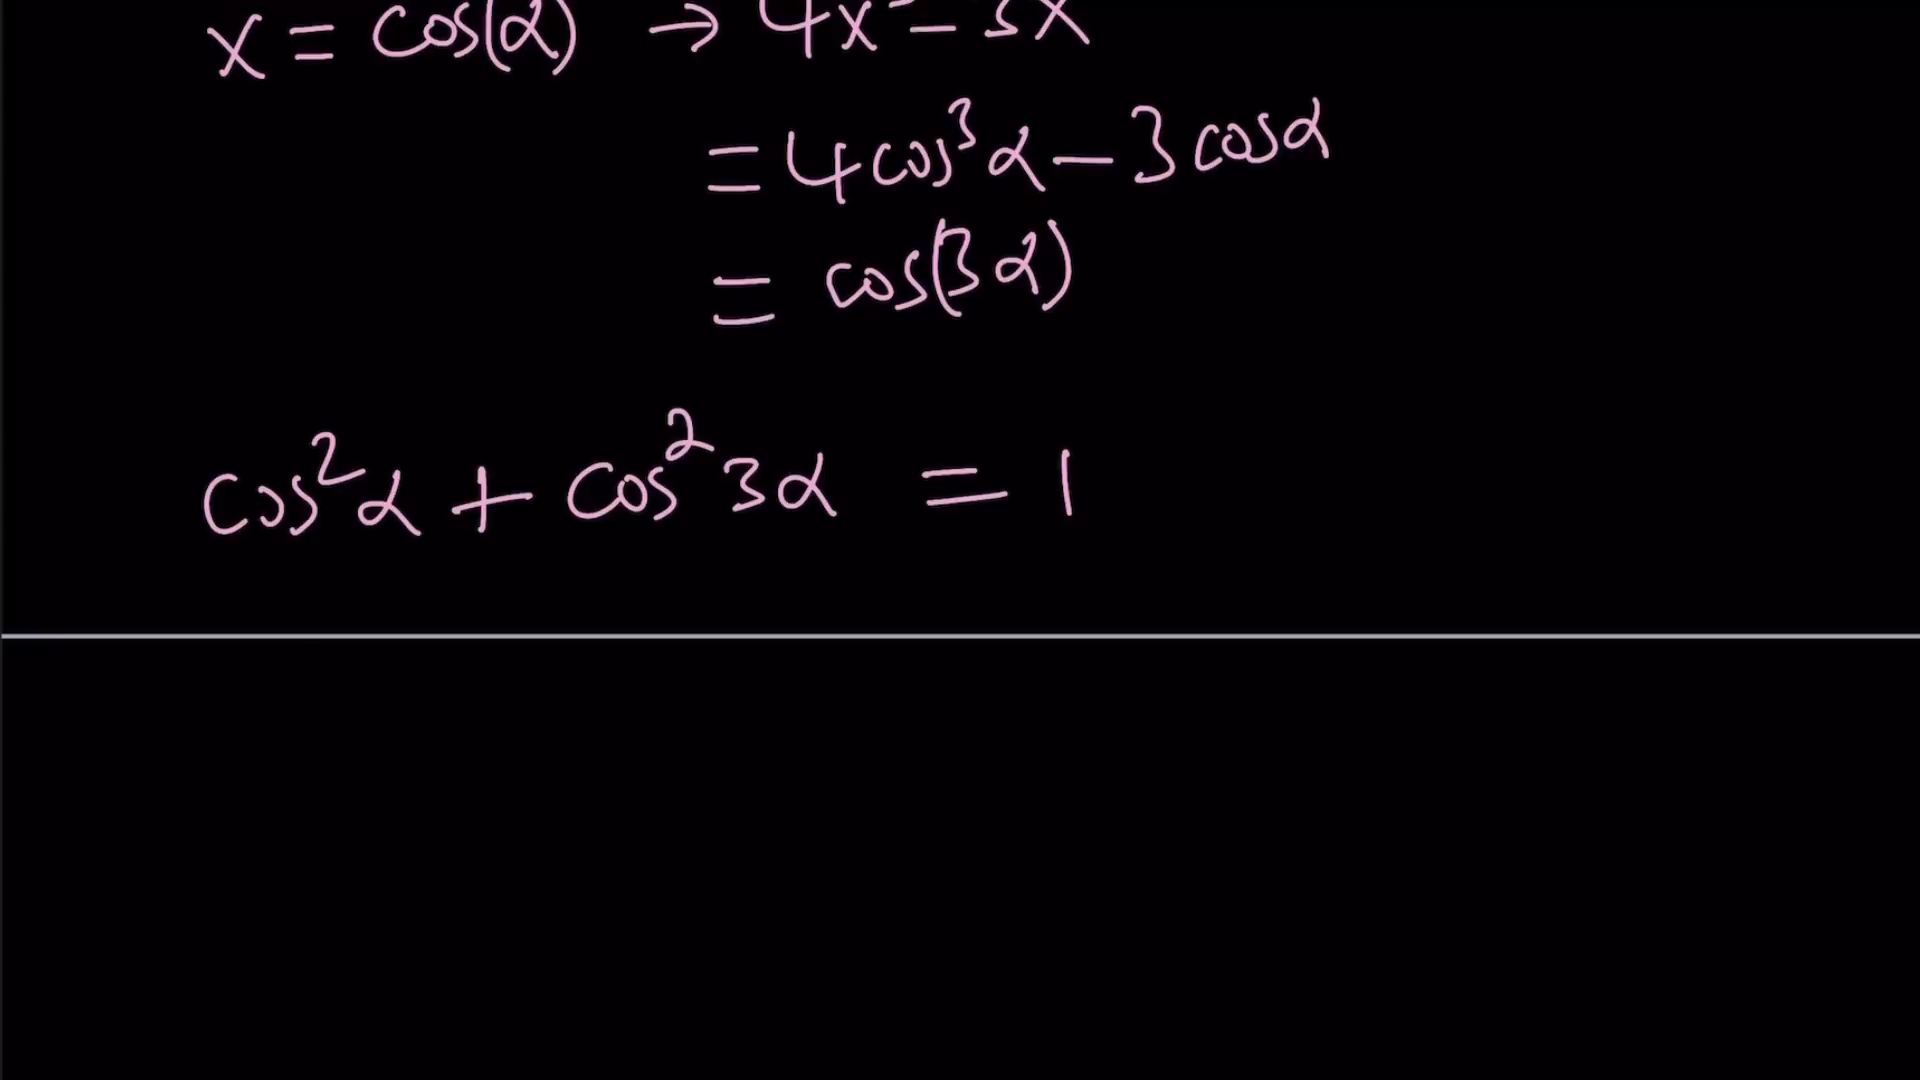 x = cos(α) → 4x³ - 3x
= 4cos³α - 3cosα
= cos(3α)
cos²α + cos²3α = 1